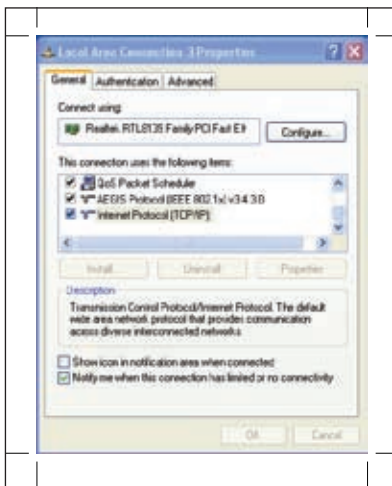 Local Area Connection 3 Properties
General Authentication Advanced
Connect using:
Realtek RTL8139 Family PCI Fast Eth
Configure...
This connection uses the following items:
QoS Packet Scheduler
AEGIS Protocol (IEEE 802.1x) v3.4.3.0
Internet Protocol (TCP/IP)
Install... Uninstall Properties
Description
Transmission Control Protocol/Internet Protocol. The default
wide area network protocol that provides communication
across diverse interconnected networks.
Show icon in notification area when connected
Notify me when this connection has limited or no connectivity
OK Cancel